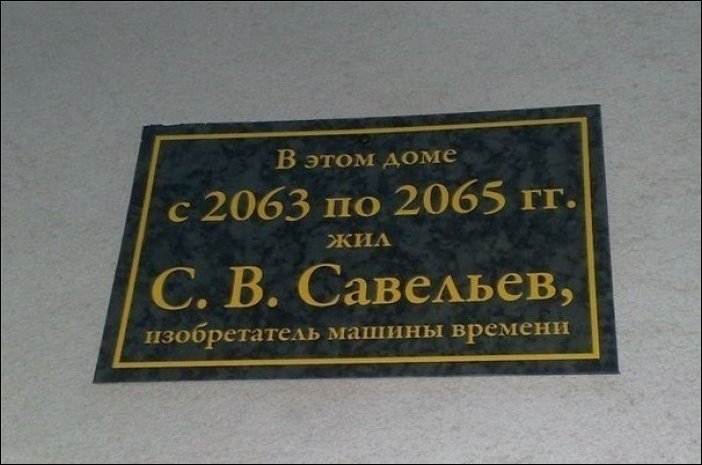 В этом доме
с 2063 по 2065 гг.
жил
С. В. Савельев,
изобретатель машины времени